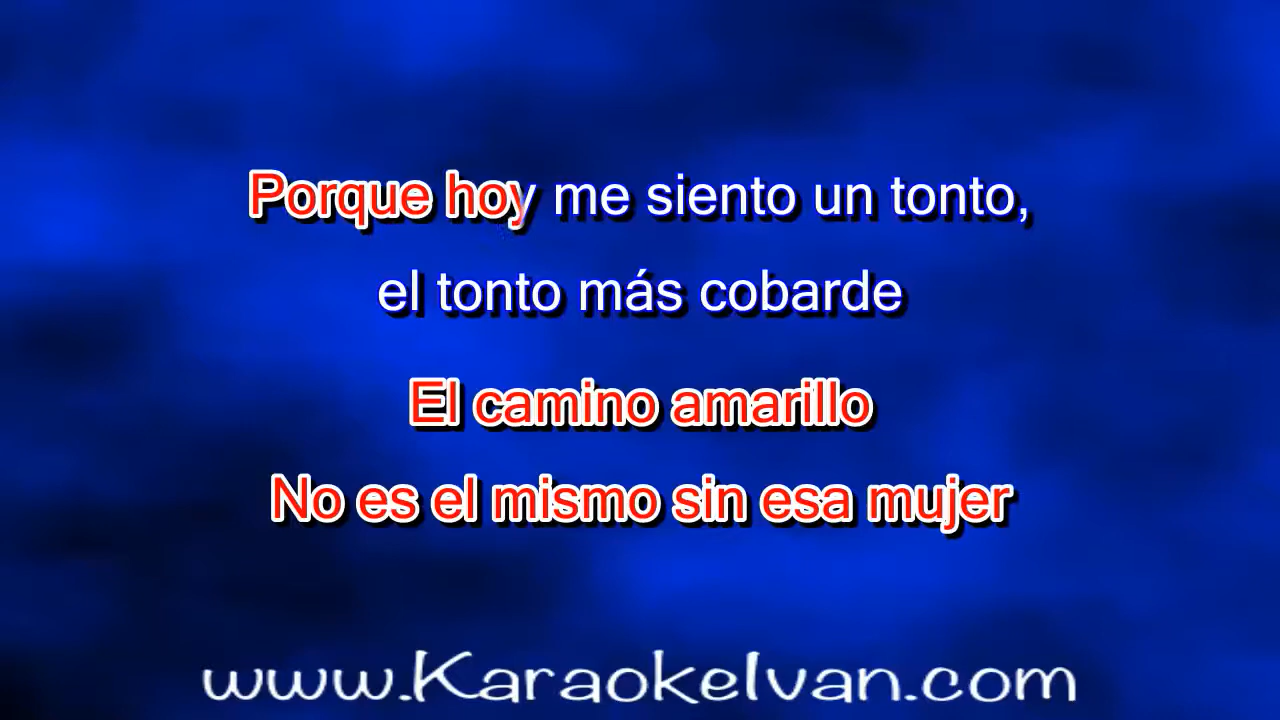 Porque hoy me siento un tonto,
el tonto más cobarde
El camino amarillo
No es el mismo sin esa mujer
www.KaraokeIvan.com